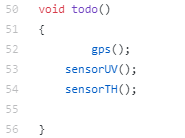 50 void todo()
51 {
52 gps();
53 sensorUV();
54 sensorTH();
55
56 }